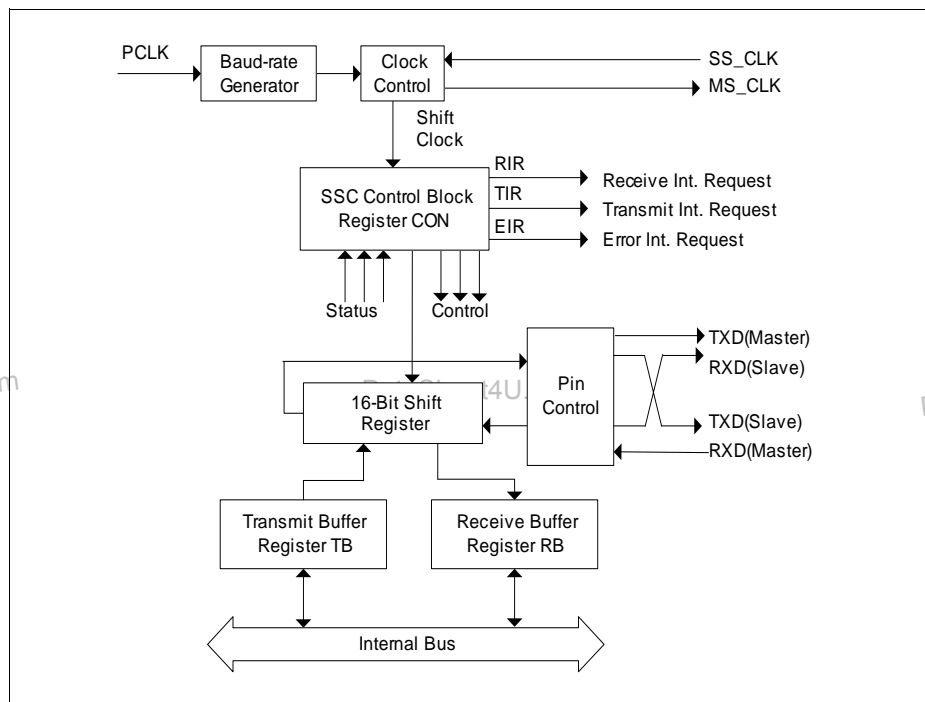 PCLK
Baud-rate
Generator
Clock
Control
SS_CLK
MS_CLK
Shift
Clock
SSC Control Block
Register CON
RIR
TIR
EIR
Receive Int. Request
Transmit Int. Request
Error Int. Request
Status
Control
16-Bit Shift
Register
Pin
Control
TXD(Master)
RXD(Slave)
TXD(Slave)
RXD(Master)
Transmit Buffer
Register TB
Receive Buffer
Register RB
Internal Bus